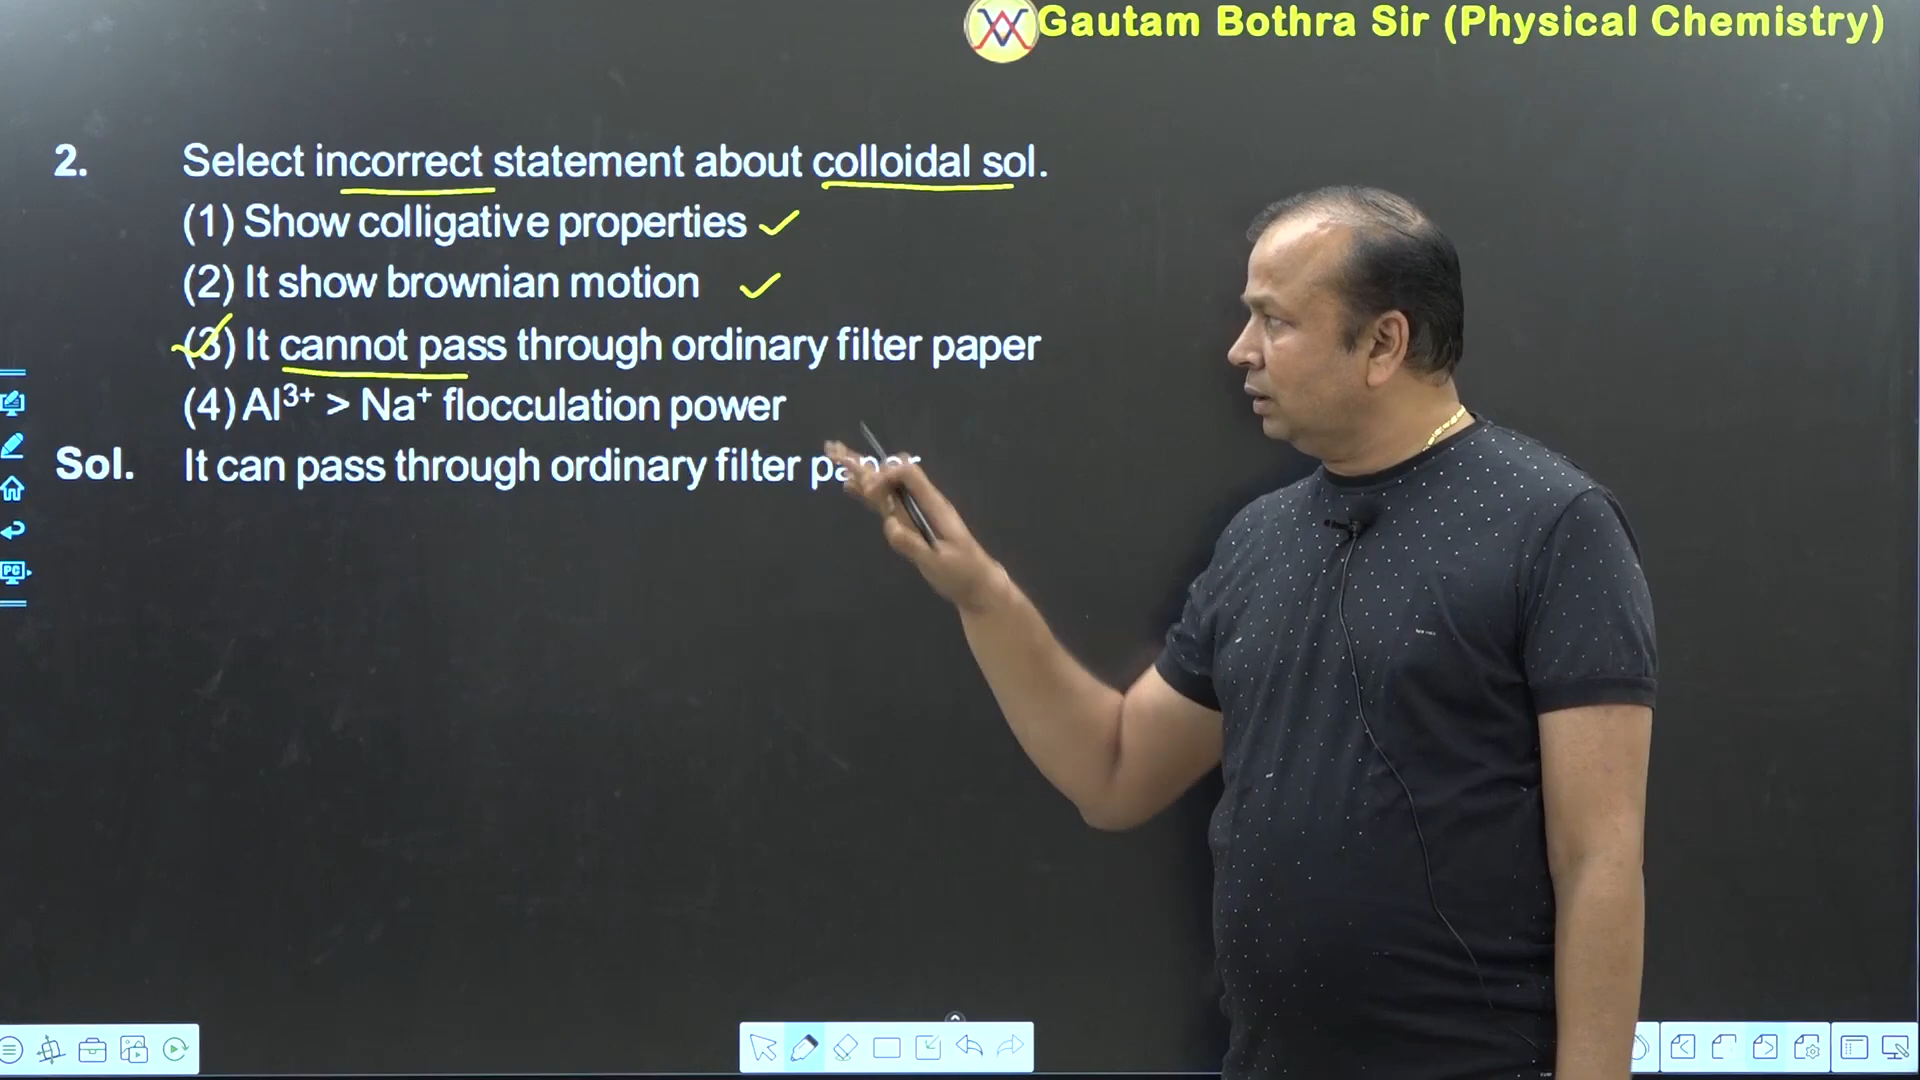 Gautam Bothra Sir (Physical Chemistry)
2. Select incorrect statement about colloidal sol.
(1) Show colligative properties
(2) It show brownian motion
(3) It cannot pass through ordinary filter paper
(4) Al³⁺ > Na⁺ flocculation power
Sol. It can pass through ordinary filter paper
PC